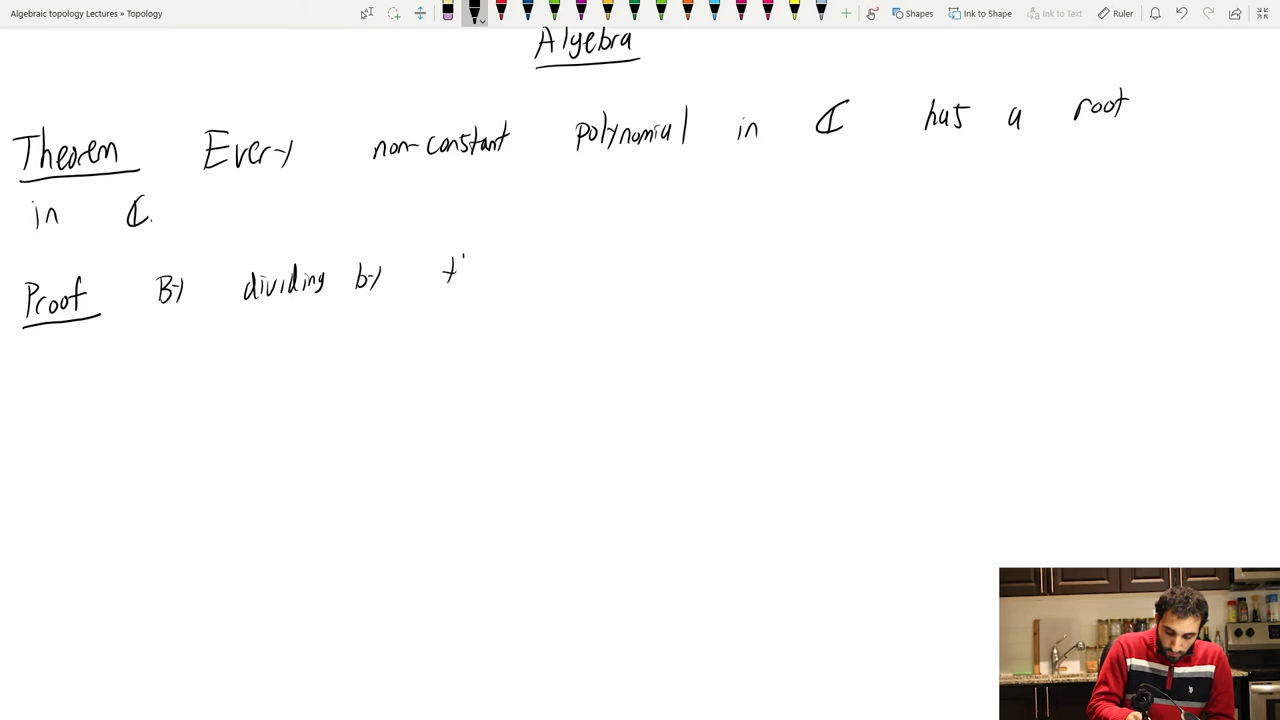 Algebraic topology Lectures » Topology
Shapes
Ink to Shape
Ink to Text
Ruler
Algebra
Theorem Every non-constant polynomial in ℂ has a root
in ℂ.
Proof By dividing by